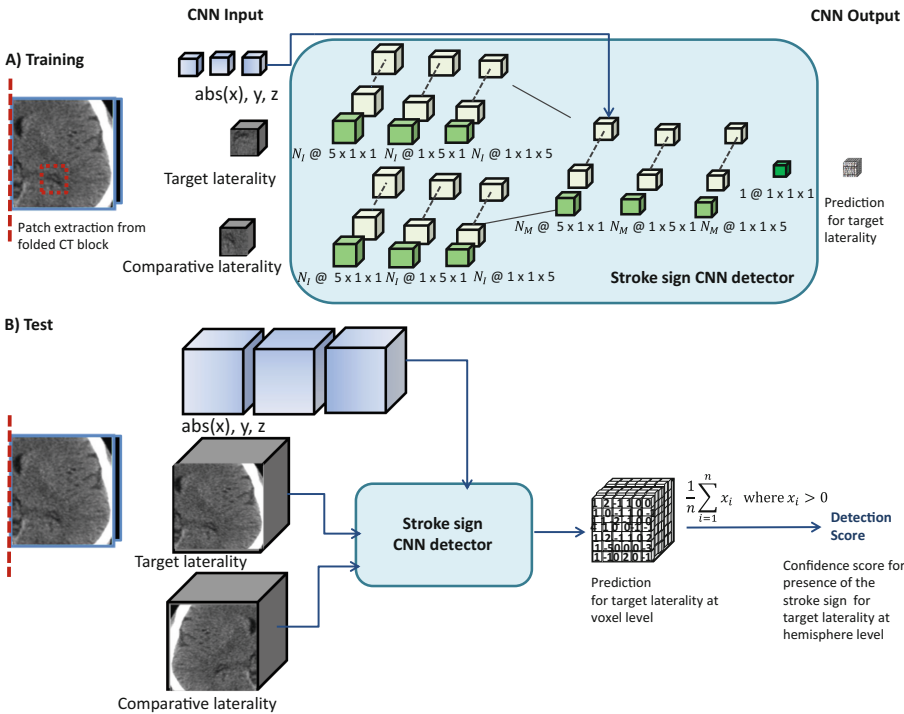 CNN Input
CNN Output
A) Training
abs(x), y, z
N_I @ 5 x 1 x 1
N_I @ 1 x 5 x 1
N_I @ 1 x 1 x 5
Target laterality
1 @ 1 x 1 x 1
Prediction
for target
laterality
Patch extraction from
folded CT block
N_M @ 5 x 1 x 1
N_M @ 1 x 5 x 1
N_M @ 1 x 1 x 5
Comparative laterality
N_I @ 5 x 1 x 1
N_I @ 1 x 5 x 1
N_I @ 1 x 1 x 5
Stroke sign CNN detector
B) Test
abs(x), y, z
Target laterality
Stroke sign
CNN detector
1/n ∑_{i=1}^{n} x_i where x_i > 0
Detection
Score
Prediction
for target laterality at
voxel level
Confidence score for
presence of the
stroke sign for
target laterality at
hemisphere level
Comparative laterality